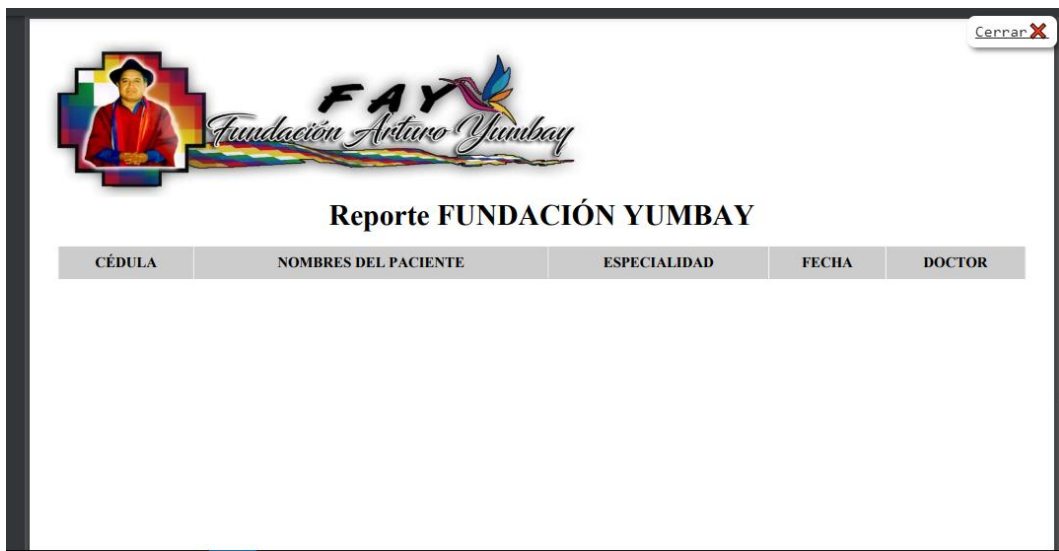 Cerrar
FAY
Fundación Arturo Yumbay
Reporte FUNDACIÓN YUMBAY
CÉDULA NOMBRES DEL PACIENTE ESPECIALIDAD FECHA DOCTOR